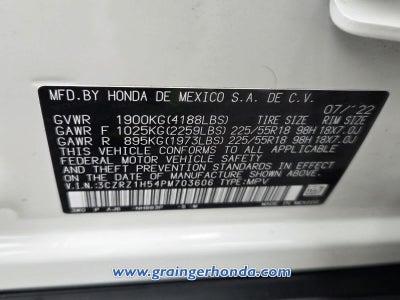 MFD.BY HONDA DE MEXICO S.A. DE C.V.
07/'22
GVWR 1900KG(4188LBS) TIRE SIZE RIM SIZE
GAWR F 1025KG(2259LBS) 225/55R18 98H 18X7.0J
GAWR R 895KG(1973LBS) 225/55R18 98H 18X7.0J
THIS VEHICLE CONFORMS TO ALL APPLICABLE
FEDERAL MOTOR VEHICLE SAFETY AND
THEFT PREVENTION STANDARDS IN EFFECT ON
THE DATE OF MANUFACTURE SHOWN ABOVE.
V.I.N.:3CZRZ1H54PM703606 TYPE:MPV
www.graingerhonda.com